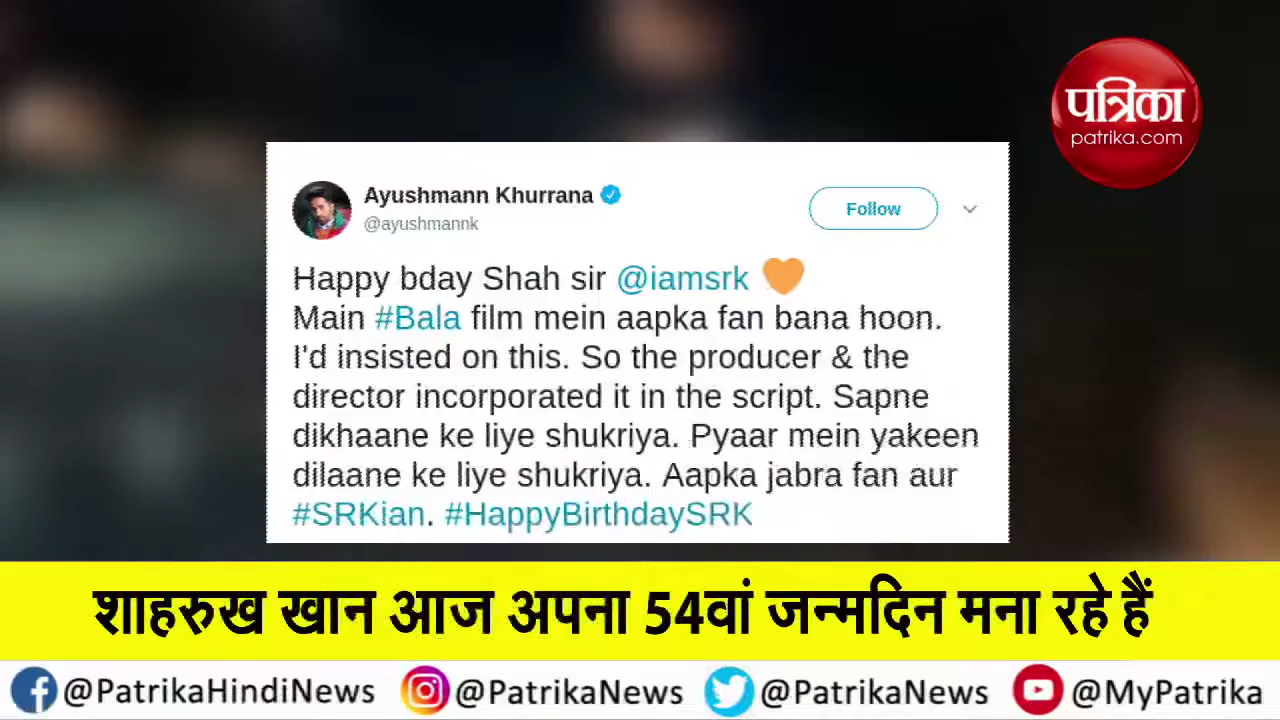 पत्रिका
patrika.com
Ayushmann Khurrana
@ayushmannk
Follow
Happy bday Shah sir @iamsrk 🧡
Main #Bala film mein aapka fan bana hoon.
I'd insisted on this. So the producer & the
director incorporated it in the script. Sapne
dikhaane ke liye shukriya. Pyaar mein yakeen
dilaane ke liye shukriya. Aapka jabra fan aur
#SRKian. #HappyBirthdaySRK
शाहरुख खान आज अपना 54वां जन्मदिन मना रहे हैं
@PatrikaHindiNews @PatrikaNews @PatrikaNews @MyPatrika